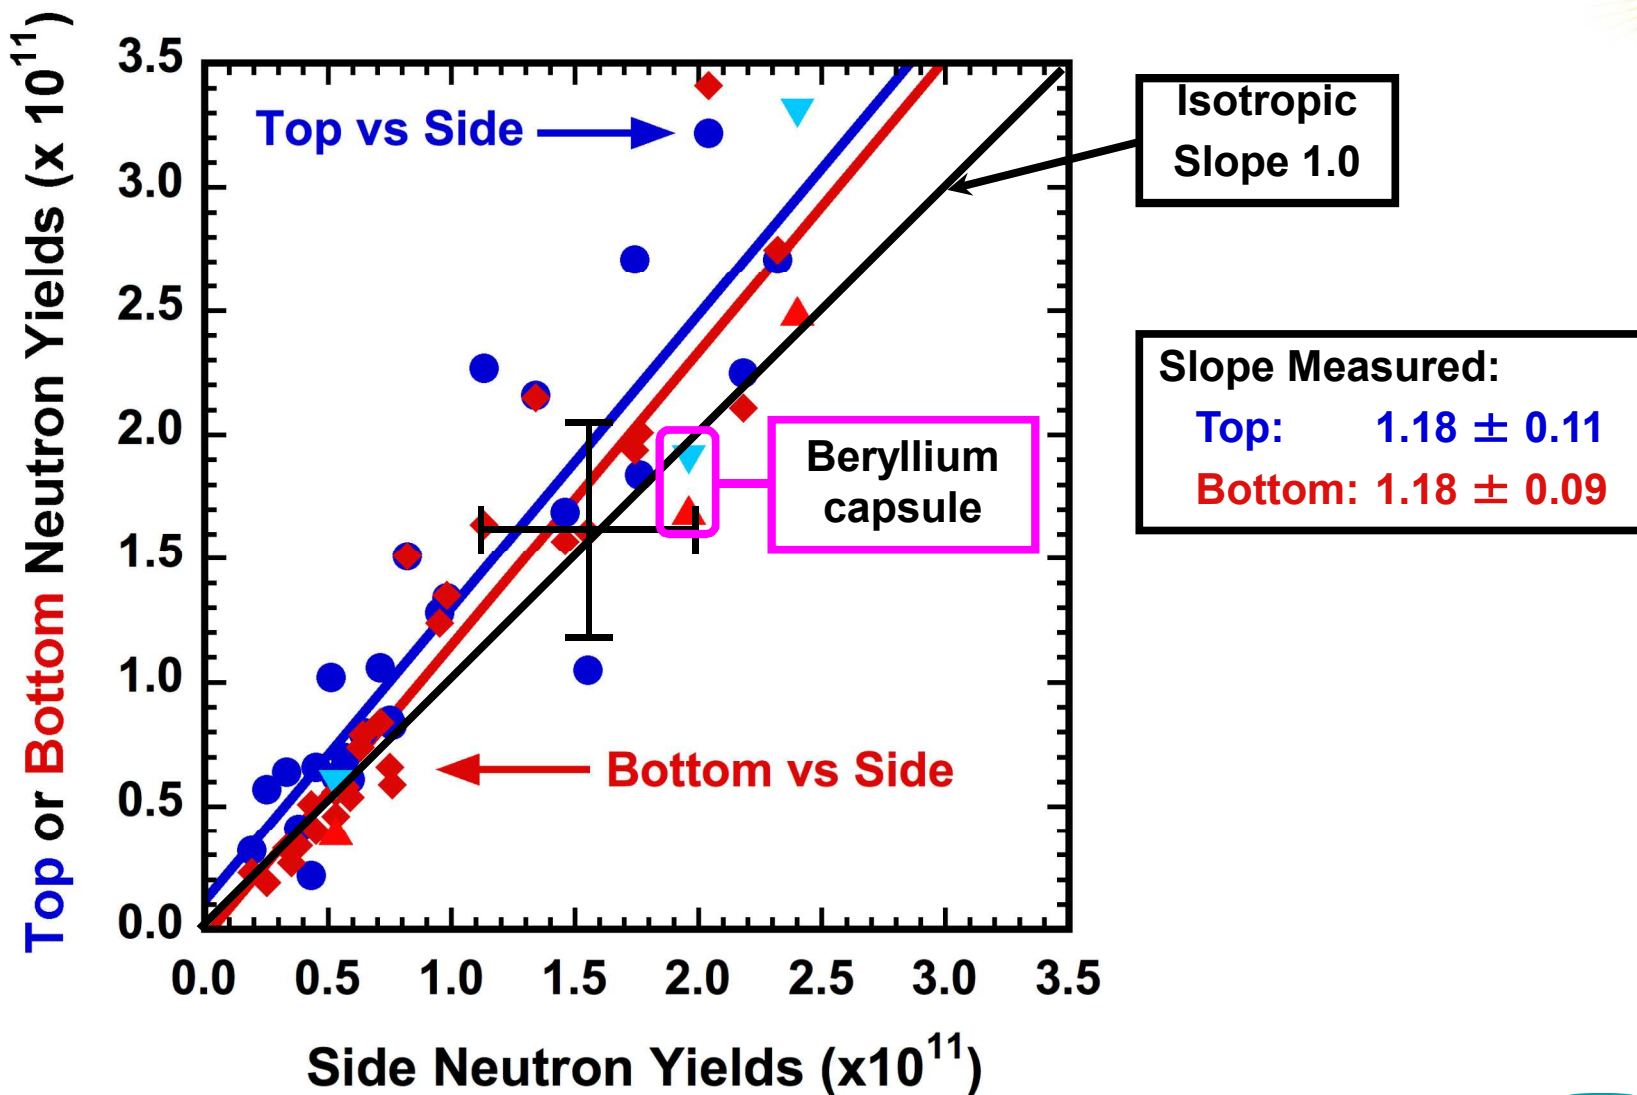 Top or Bottom Neutron Yields (x 10¹¹)
3.5
3.0
2.5
2.0
1.5
1.0
0.5
0.0
0.0 0.5 1.0 1.5 2.0 2.5 3.0 3.5
Side Neutron Yields (x10¹¹)
Top vs Side
Bottom vs Side
Beryllium
capsule
Isotropic
Slope 1.0
Slope Measured:
Top: 1.18 ± 0.11
Bottom: 1.18 ± 0.09